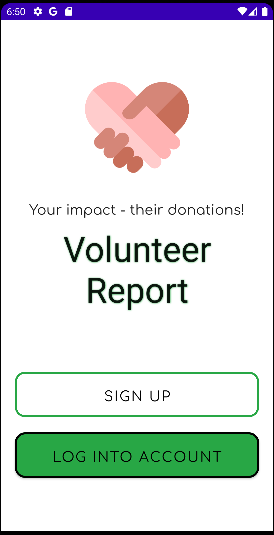 6:50
Your impact - their donations!
Volunteer
Report
SIGN UP
LOG INTO ACCOUNT